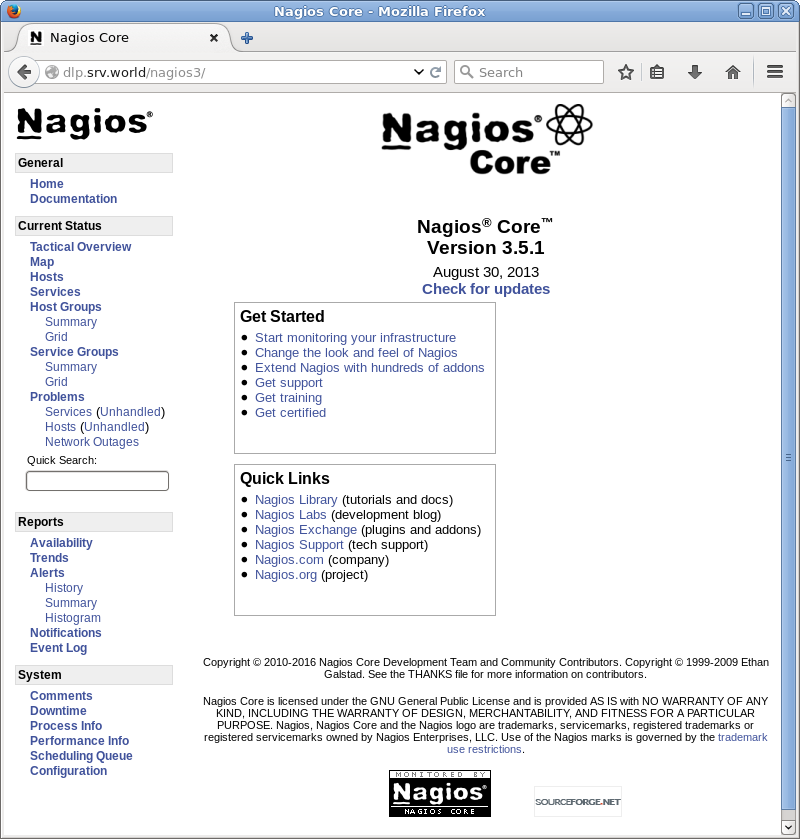 Nagios Core - Mozilla Firefox
Nagios Core
dlp.srv.world/nagios3/
Search
Nagios®
General
Home
Documentation
Current Status
Tactical Overview
Map
Hosts
Services
Host Groups
Summary
Grid
Service Groups
Summary
Grid
Problems
Services (Unhandled)
Hosts (Unhandled)
Network Outages
Quick Search:
Reports
Availability
Trends
Alerts
History
Summary
Histogram
Notifications
Event Log
System
Comments
Downtime
Process Info
Performance Info
Scheduling Queue
Configuration
Nagios®
Core™
Nagios® Core™
Version 3.5.1
August 30, 2013
Check for updates
Get Started
Start monitoring your infrastructure
Change the look and feel of Nagios
Extend Nagios with hundreds of addons
Get support
Get training
Get certified
Quick Links
Nagios Library (tutorials and docs)
Nagios Labs (development blog)
Nagios Exchange (plugins and addons)
Nagios Support (tech support)
Nagios.com (company)
Nagios.org (project)
Copyright © 2010-2016 Nagios Core Development Team and Community Contributors. Copyright © 1999-2009 Ethan
Galstad. See the THANKS file for more information on contributors.
Nagios Core is licensed under the GNU General Public License and is provided AS IS with NO WARRANTY OF ANY
KIND, INCLUDING THE WARRANTY OF DESIGN, MERCHANTABILITY, AND FITNESS FOR A PARTICULAR
PURPOSE. Nagios, Nagios Core and the Nagios logo are trademarks, servicemarks, registered trademarks or
registered servicemarks owned by Nagios Enterprises, LLC. Use of the Nagios marks is governed by the trademark
use restrictions.
MONITORED BY
Nagios®
NAGIOS CORE
SOURCEFORGE.NET